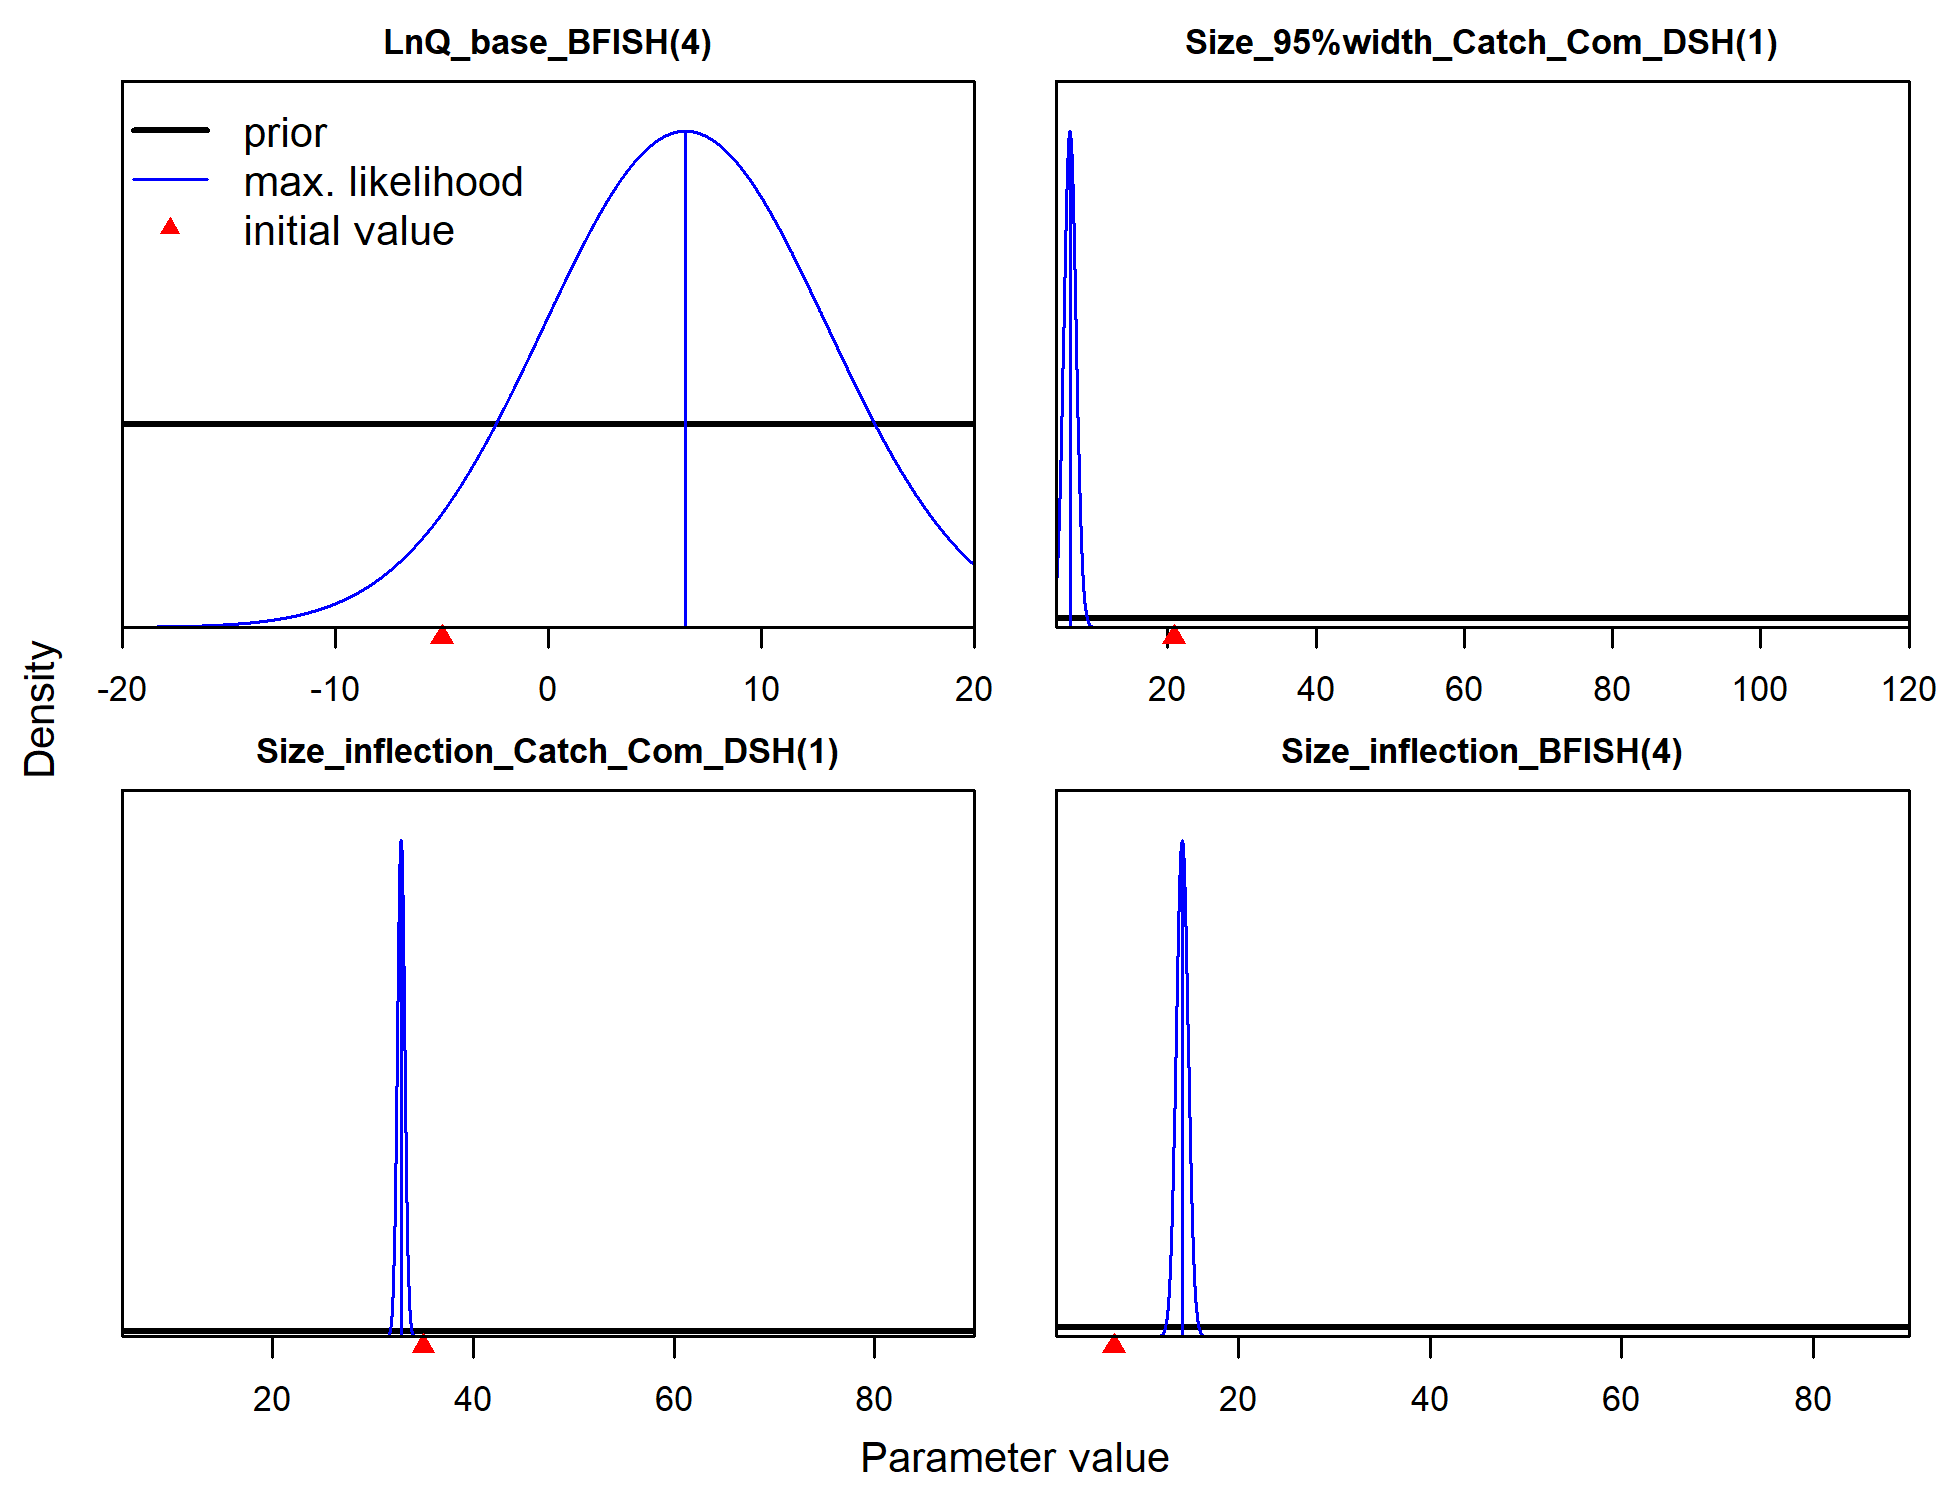 LnQ_base_BFISH(4)
prior
max. likelihood
initial value
-20 -10 0 10 20
Size_95%width_Catch_Com_DSH(1)
20 40 60 80 100 120
Density
Size_inflection_Catch_Com_DSH(1)
20 40 60 80
Size_inflection_BFISH(4)
20 40 60 80
Parameter value